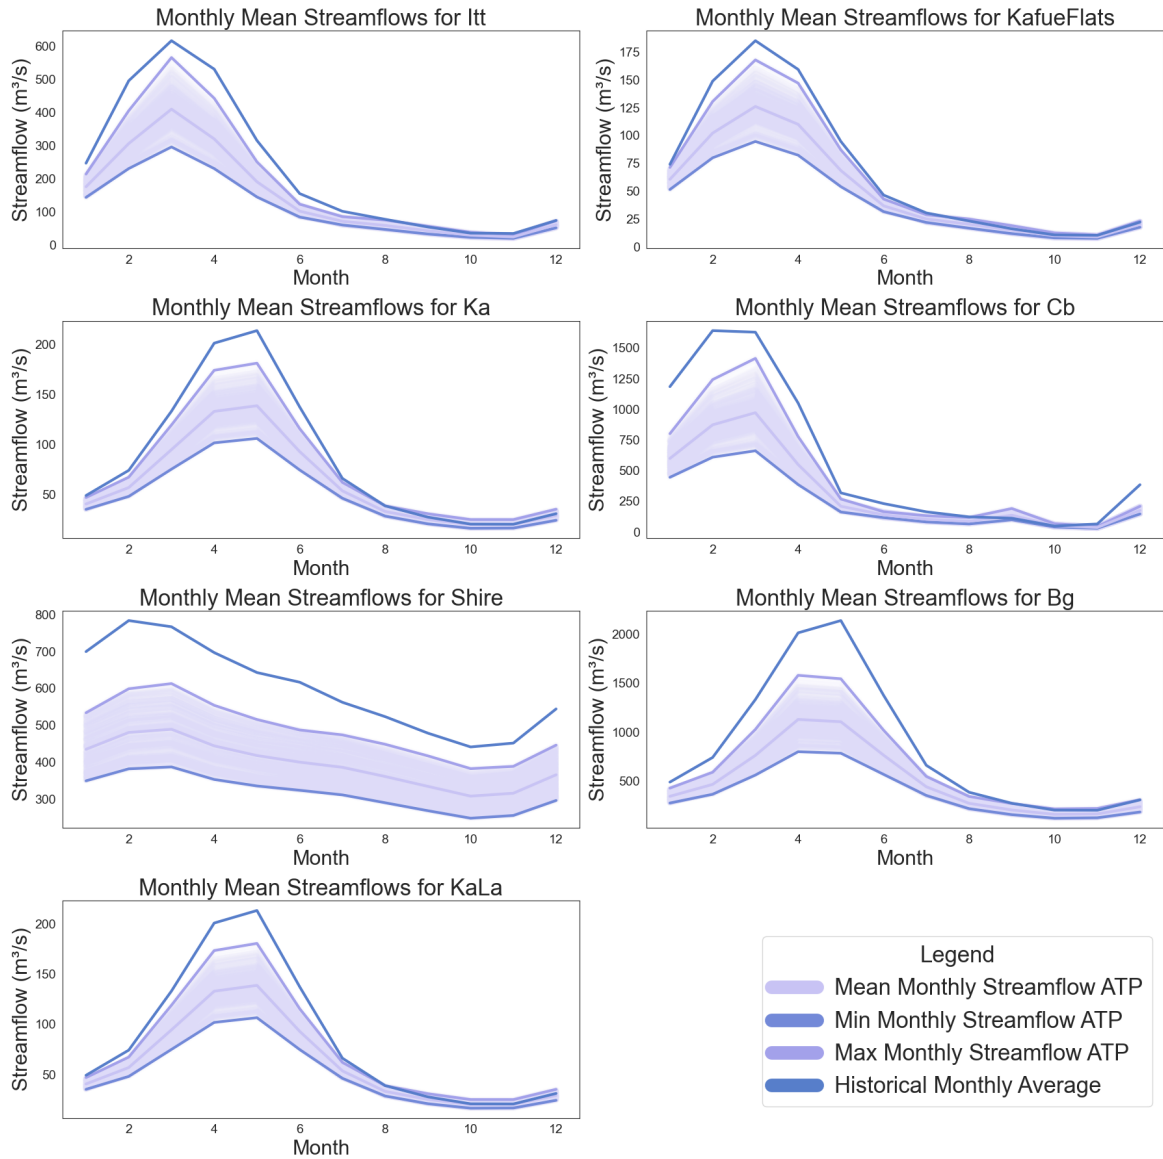 Monthly Mean Streamflows for Itt
Streamflow (m³/s)
600
500
400
300
200
100
0
2 4 6 8 10 12
Month
Monthly Mean Streamflows for KafueFlats
Streamflow (m³/s)
175
150
125
100
75
50
25
0
2 4 6 8 10 12
Month
Monthly Mean Streamflows for Ka
Streamflow (m³/s)
200
150
100
50
2 4 6 8 10 12
Month
Monthly Mean Streamflows for Cb
Streamflow (m³/s)
1500
1250
1000
750
500
250
0
2 4 6 8 10 12
Month
Monthly Mean Streamflows for Shire
Streamflow (m³/s)
800
700
600
500
400
300
2 4 6 8 10 12
Month
Monthly Mean Streamflows for Bg
Streamflow (m³/s)
2000
1500
1000
500
2 4 6 8 10 12
Month
Monthly Mean Streamflows for KaLa
Streamflow (m³/s)
200
150
100
50
2 4 6 8 10 12
Month
Legend
Mean Monthly Streamflow ATP
Min Monthly Streamflow ATP
Max Monthly Streamflow ATP
Historical Monthly Average